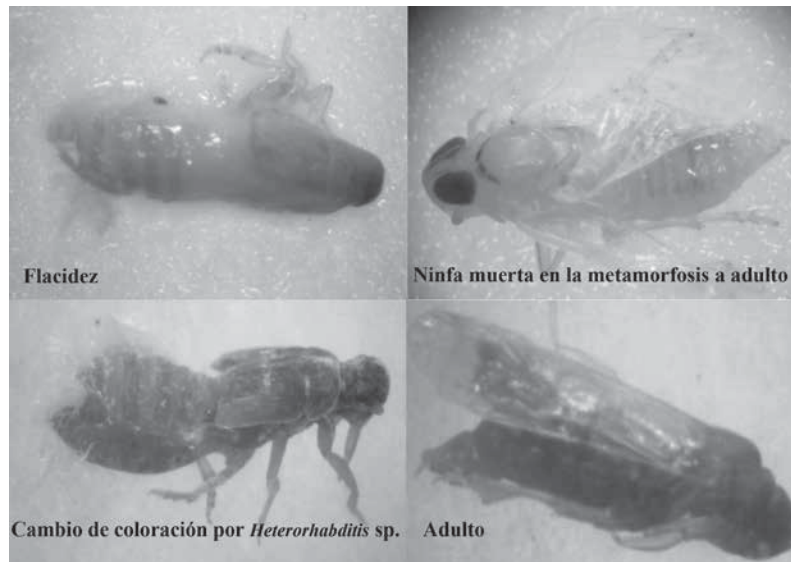 Flacidez
Ninfa muerta en la metamorfosis a adulto
Cambio de coloración por Heterorhabditis sp.
Adulto